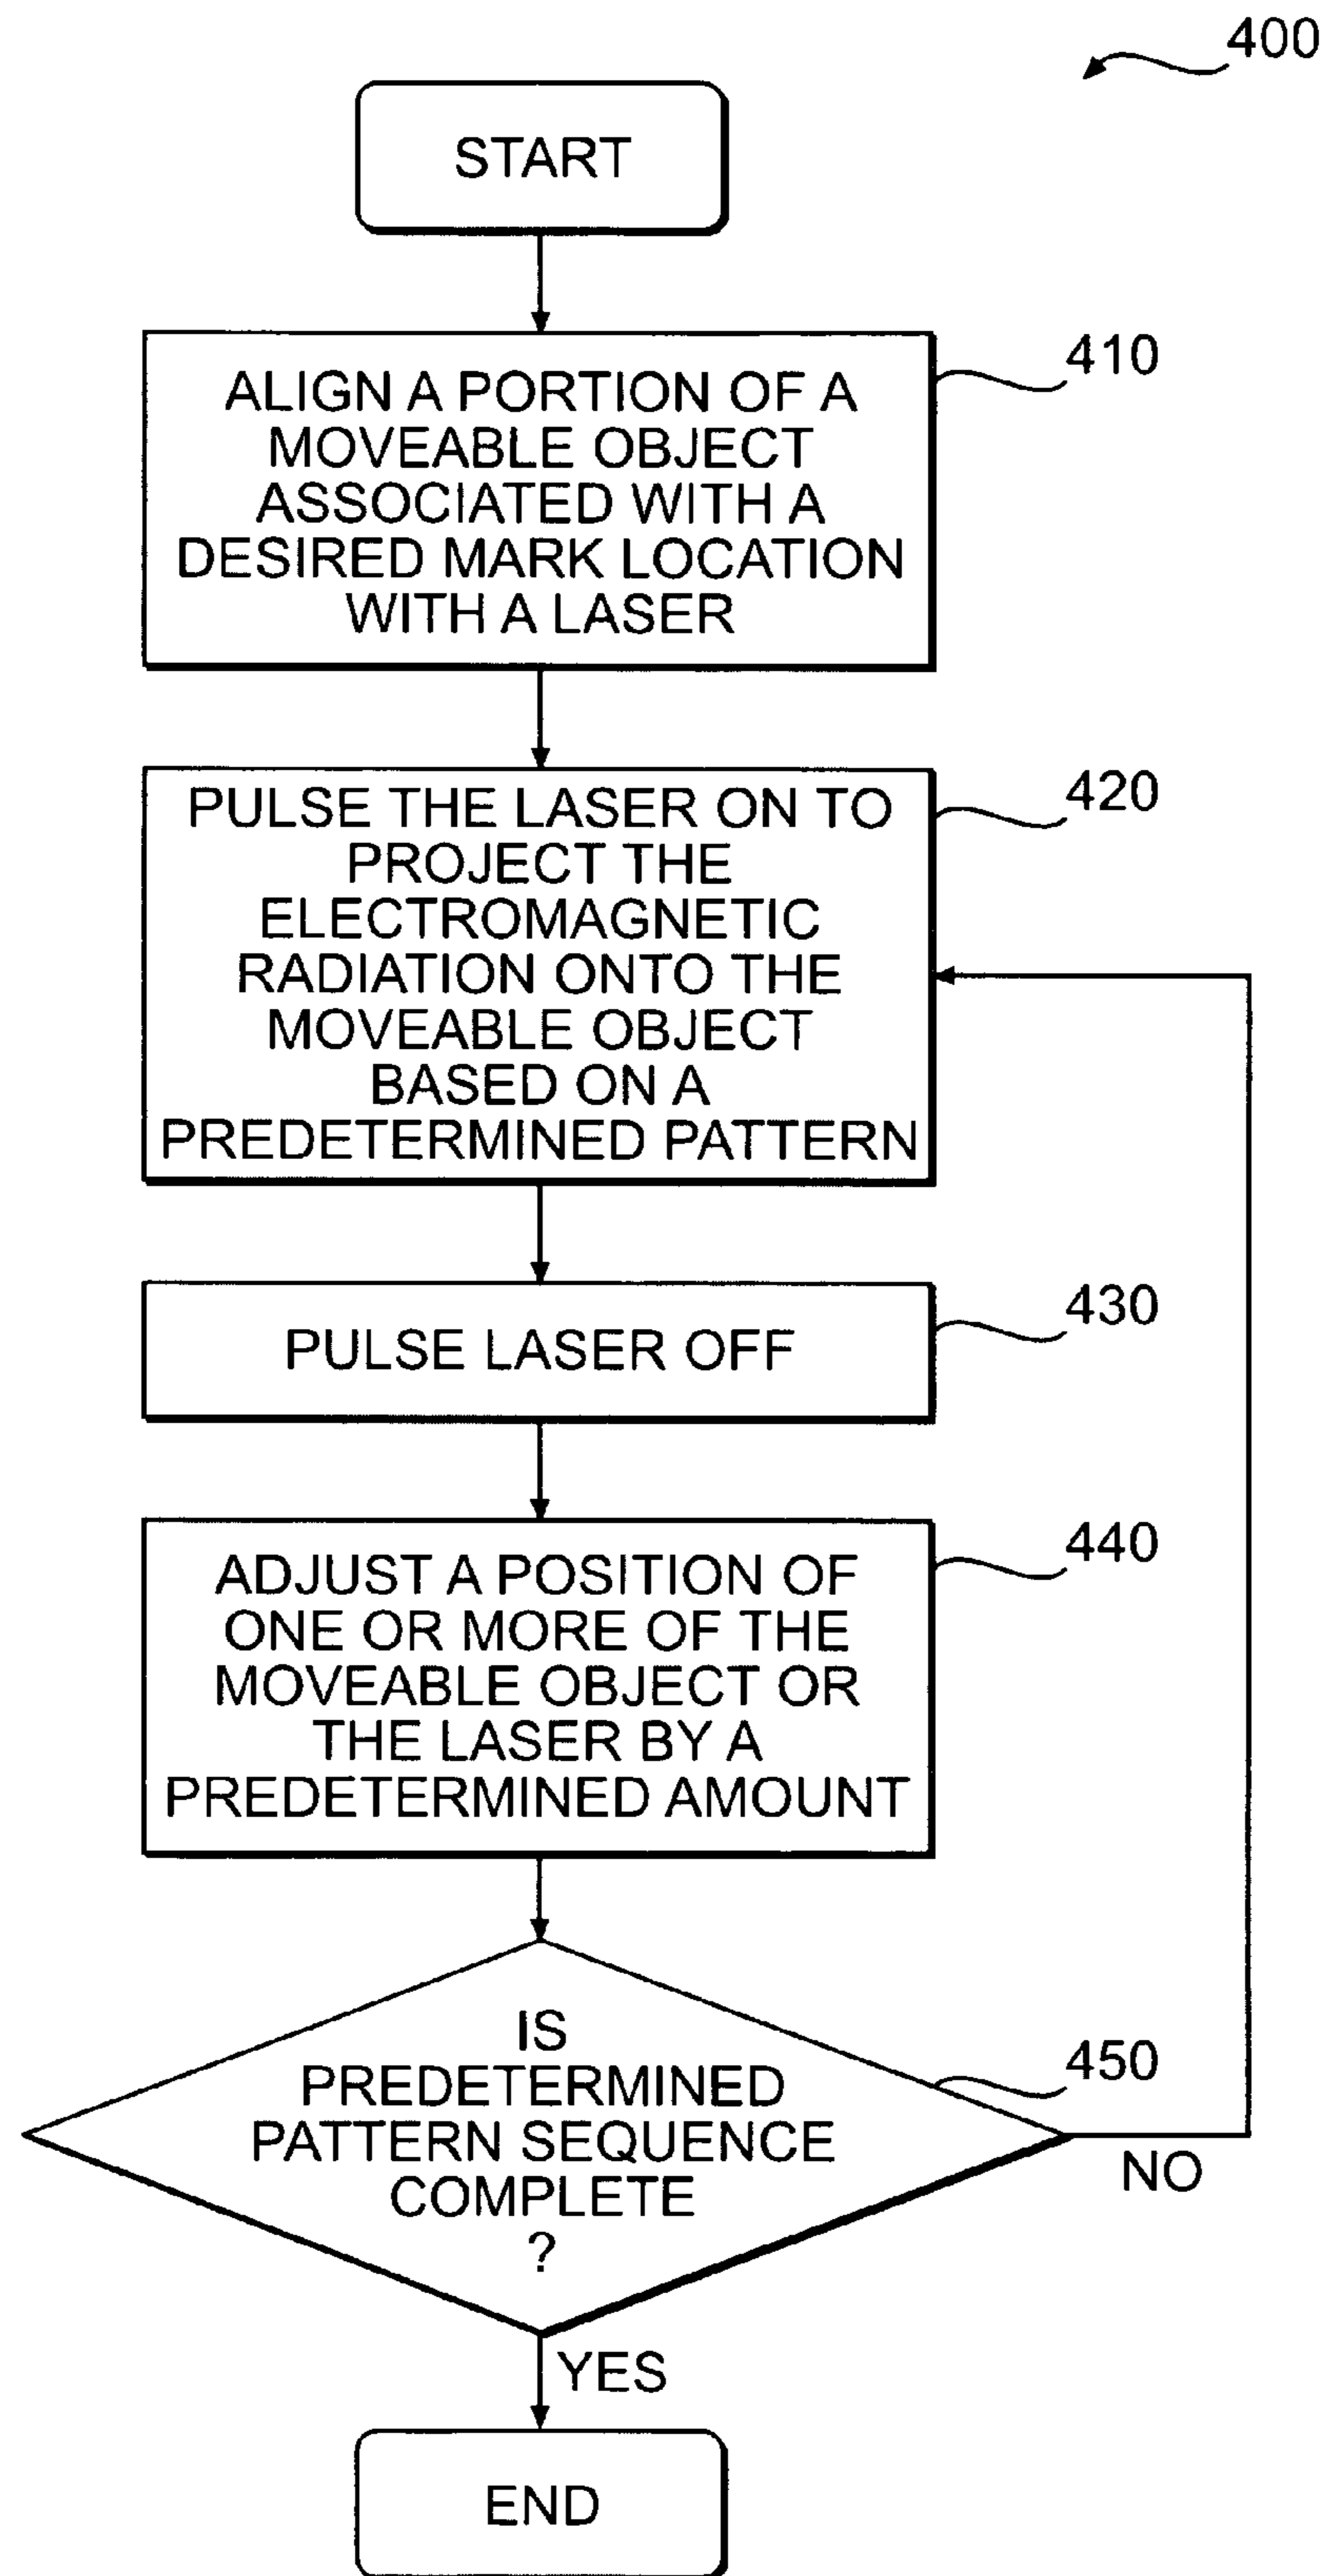 400
START
410
ALIGN A PORTION OF A
MOVEABLE OBJECT
ASSOCIATED WITH A
DESIRED MARK LOCATION
WITH A LASER
420
PULSE THE LASER ON TO
PROJECT THE
ELECTROMAGNETIC
RADIATION ONTO THE
MOVEABLE OBJECT
BASED ON A
PREDETERMINED PATTERN
430
PULSE LASER OFF
440
ADJUST A POSITION OF
ONE OR MORE OF THE
MOVEABLE OBJECT OR
THE LASER BY A
PREDETERMINED AMOUNT
450
IS
PREDETERMINED
PATTERN SEQUENCE
COMPLETE
?
NO
YES
END